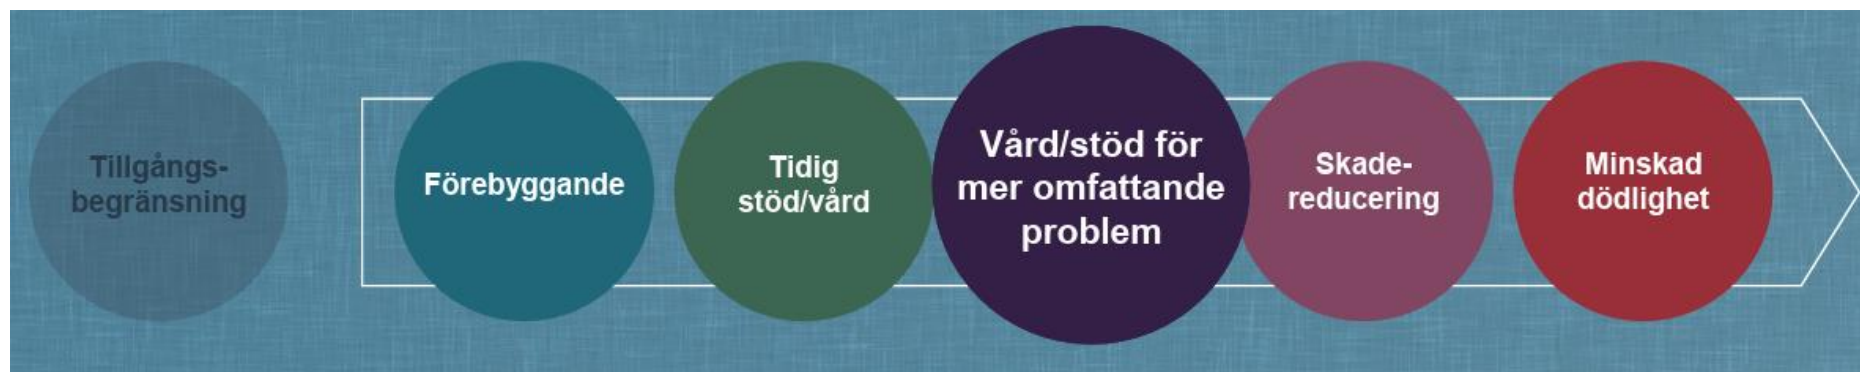 Tillgångs-
begränsning
Förebyggande
Tidig
stöd/vård
Vård/stöd för
mer omfattande
problem
Skade-
reducering
Minskad
dödlighet